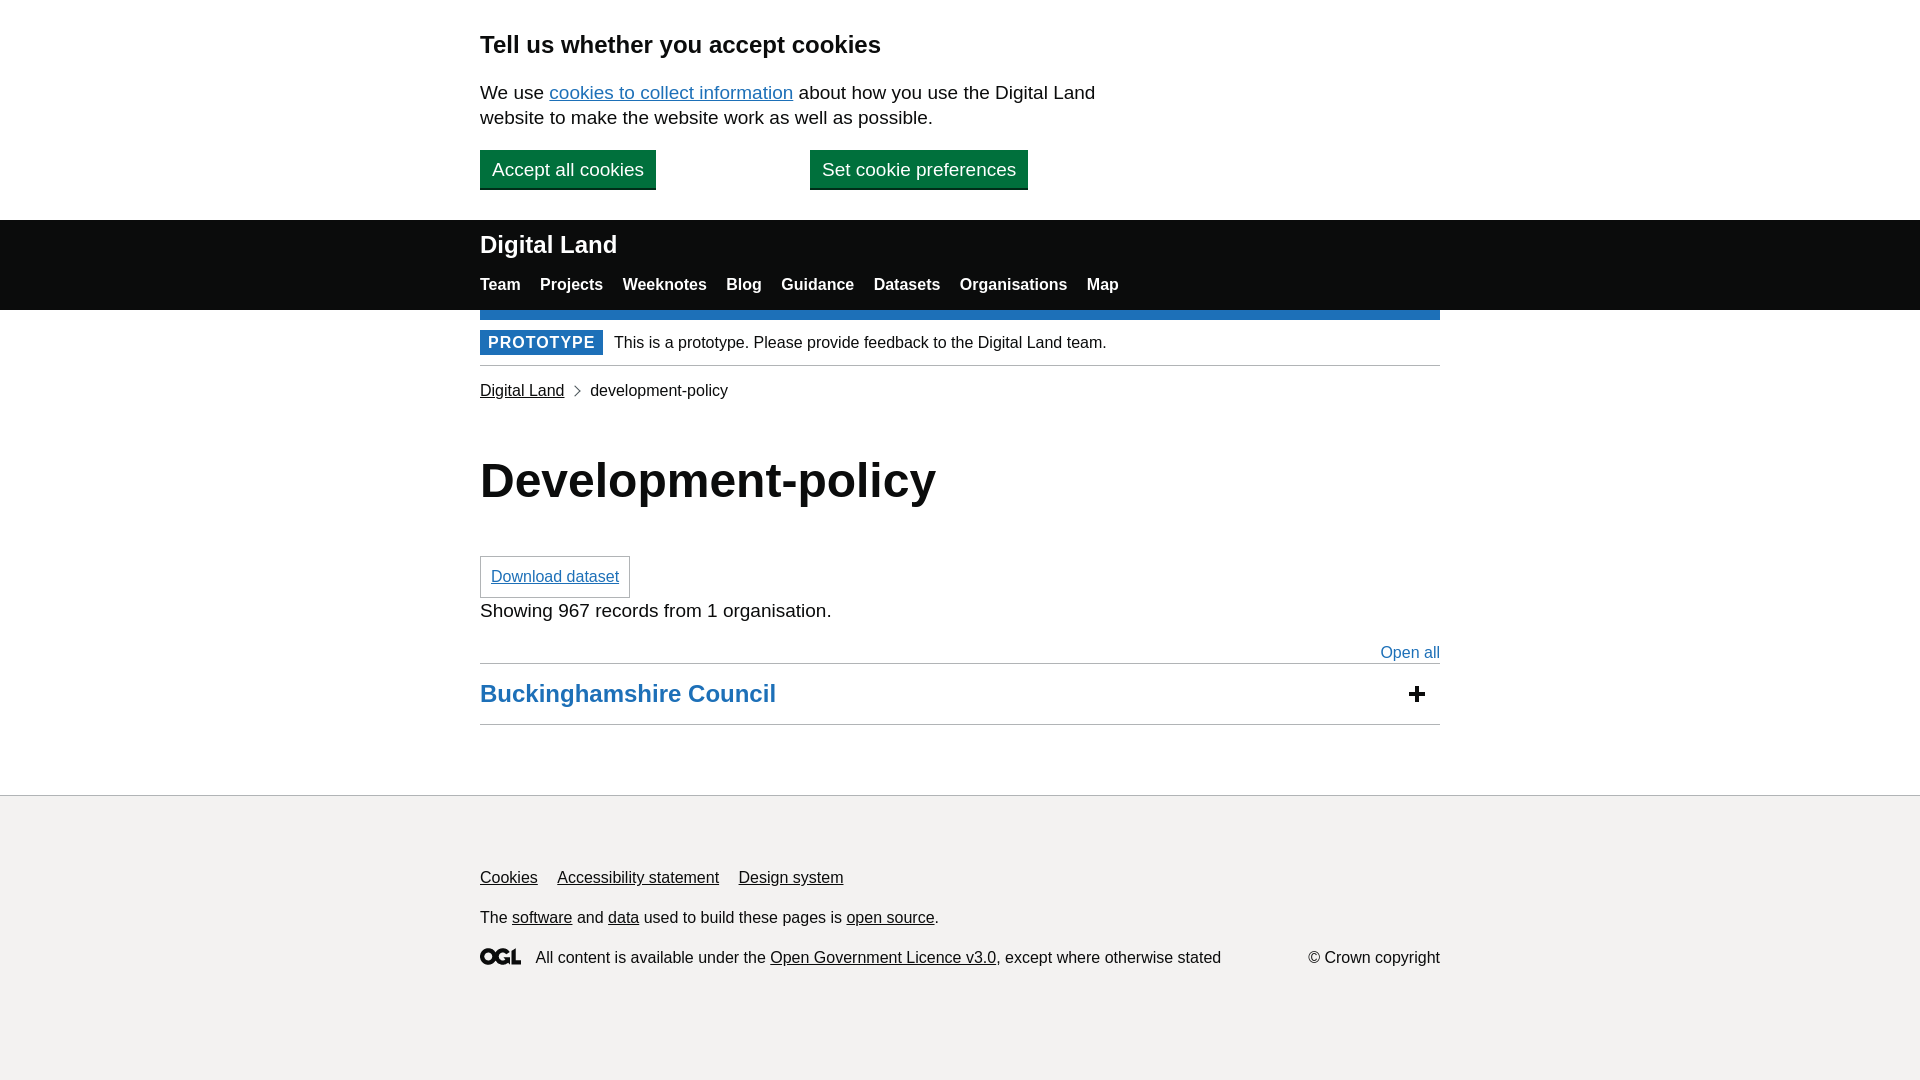 Tell us whether you accept cookies
We use cookies to collect information about how you use the Digital Land
website to make the website work as well as possible.
Accept all cookies Set cookie preferences
Digital Land
Team Projects Weeknotes Blog Guidance Datasets Organisations Map
PROTOTYPE This is a prototype. Please provide feedback to the Digital Land team.
Digital Land development-policy
Development-policy
Download dataset
Showing 967 records from 1 organisation.
Open all
Buckinghamshire Council
Cookies Accessibility statement Design system
The software and data used to build these pages is open source.
OGL All content is available under the Open Government Licence v3.0, except where otherwise stated © Crown copyright